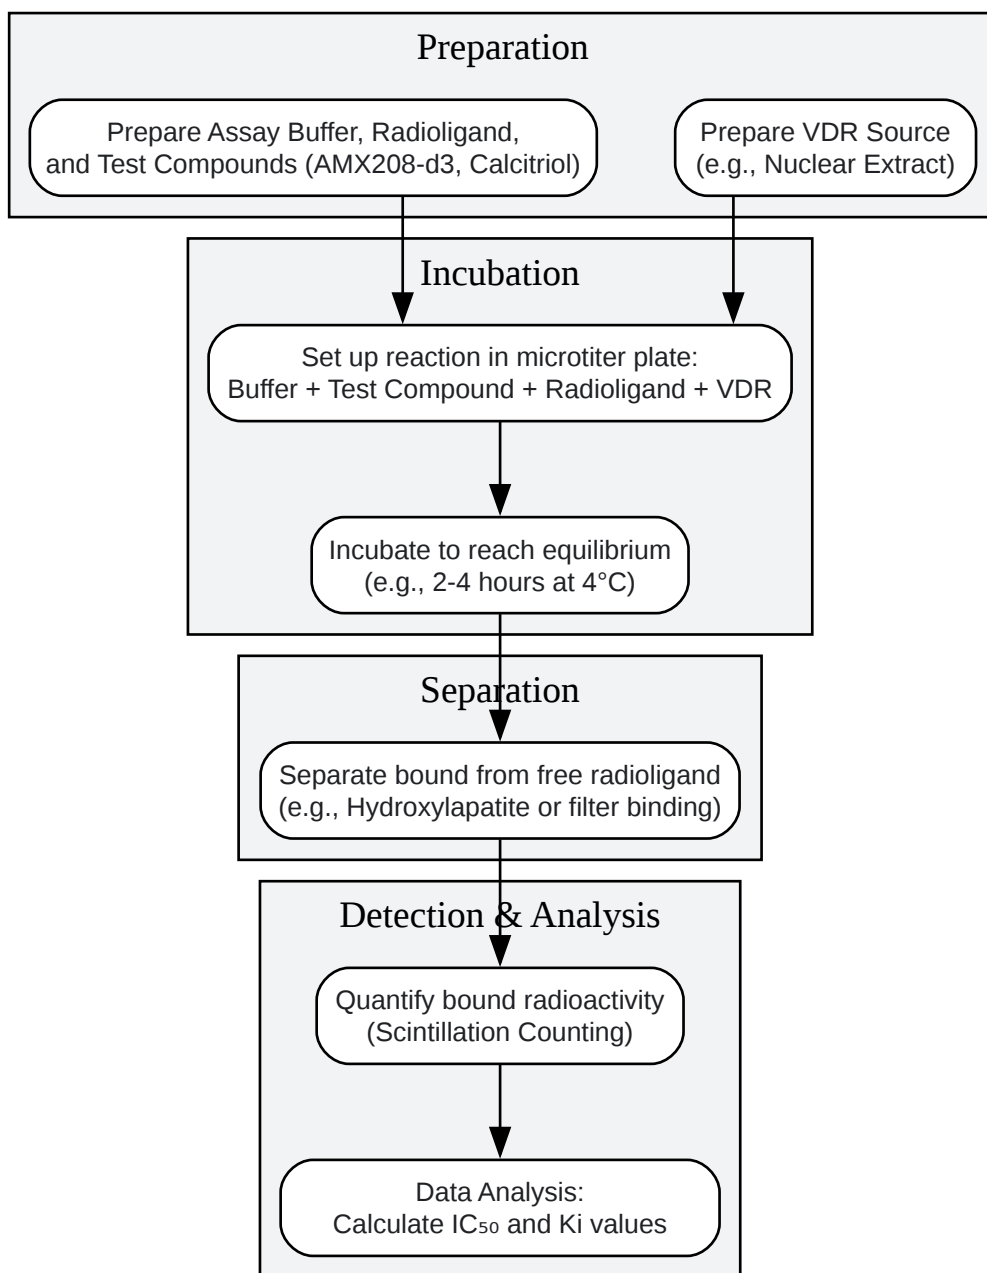 Preparation
Prepare Assay Buffer, Radioligand,
and Test Compounds (AMX208-d3, Calcitriol)
Prepare VDR Source
(e.g., Nuclear Extract)
Incubation
Set up reaction in microtiter plate:
Buffer + Test Compound + Radioligand + VDR
Incubate to reach equilibrium
(e.g., 2-4 hours at 4°C)
Separation
Separate bound from free radioligand
(e.g., Hydroxylapatite or filter binding)
Detection & Analysis
Quantify bound radioactivity
(Scintillation Counting)
Data Analysis:
Calculate IC₅₀ and Ki values